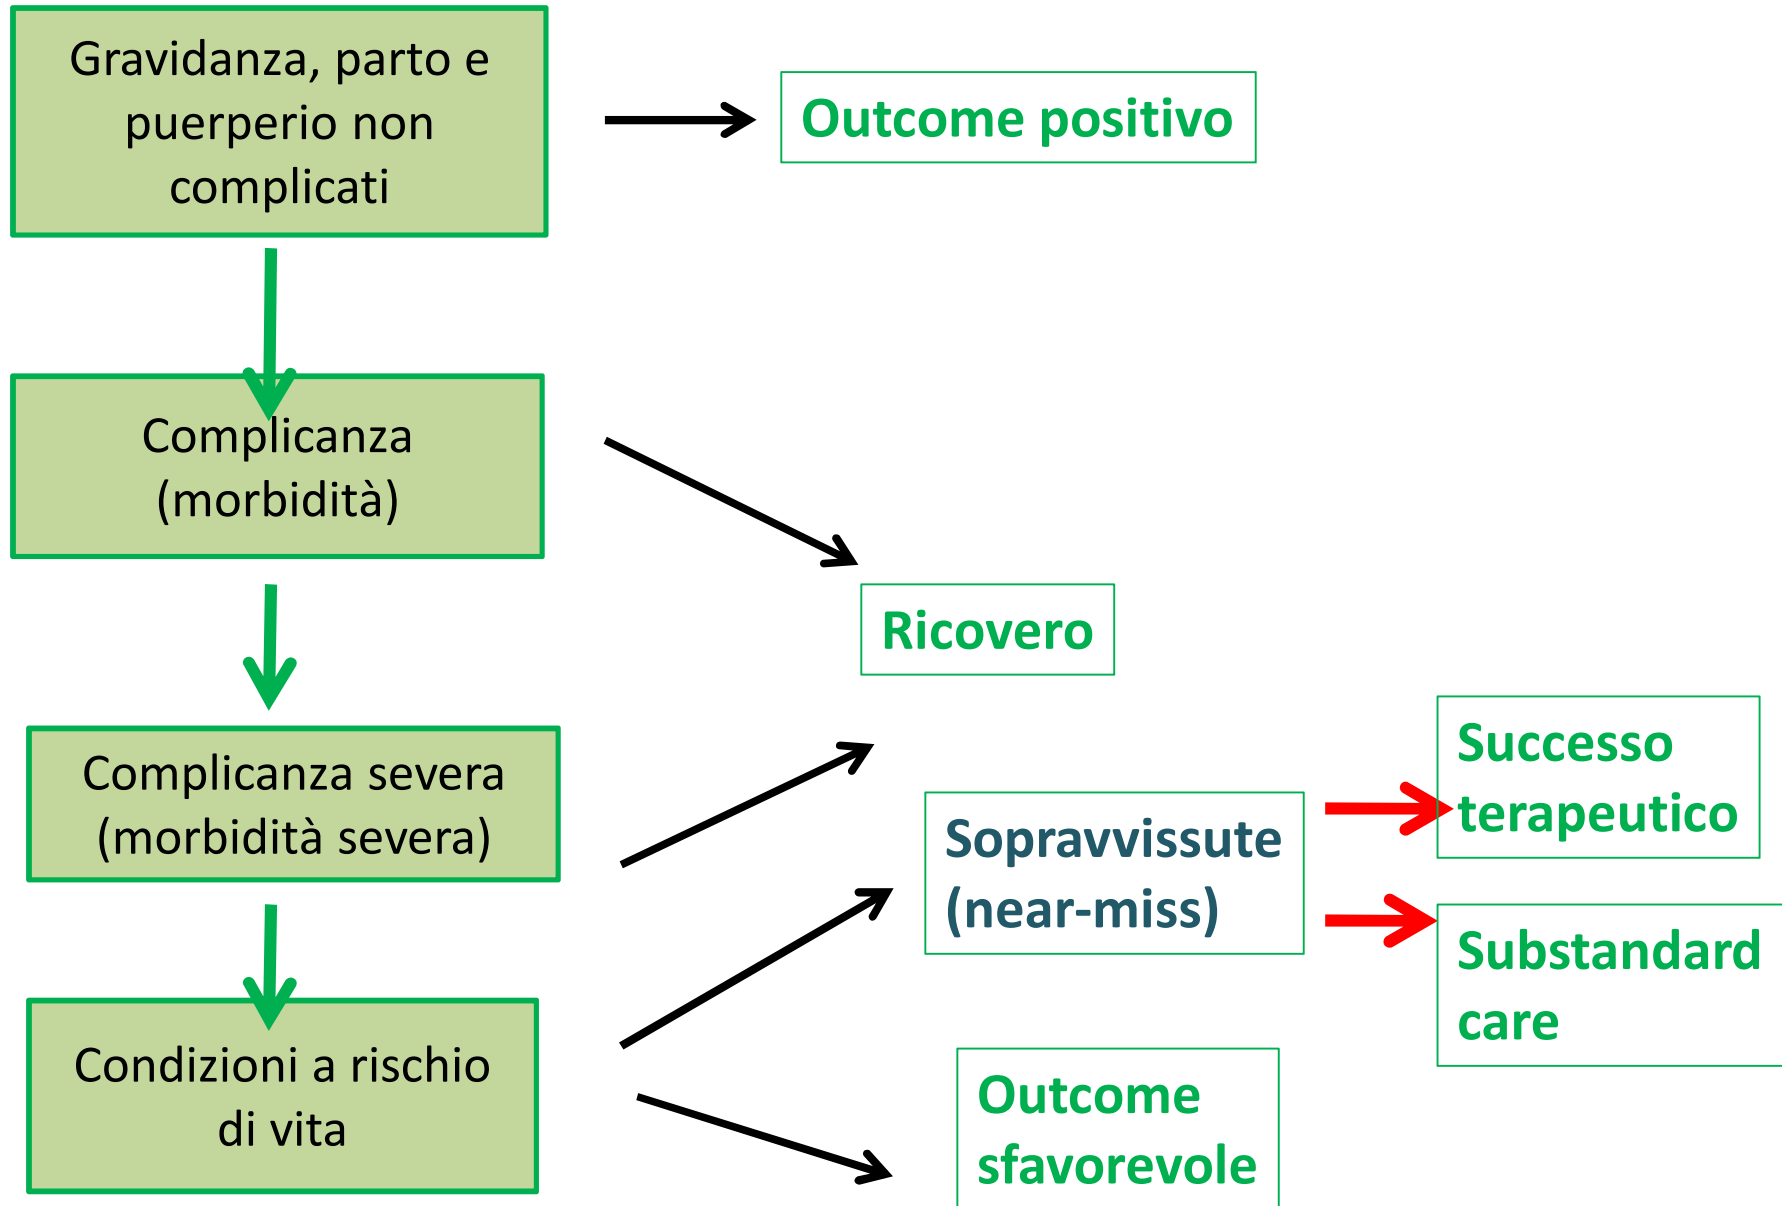 Gravidanza, parto e
puerperio non
complicati
Outcome positivo
Complicanza
(morbidità)
Ricovero
Complicanza severa
(morbidità severa)
Sopravvissute
(near-miss)
Successo
terapeutico
Substandard
care
Condizioni a rischio
di vita
Outcome
sfavorevole